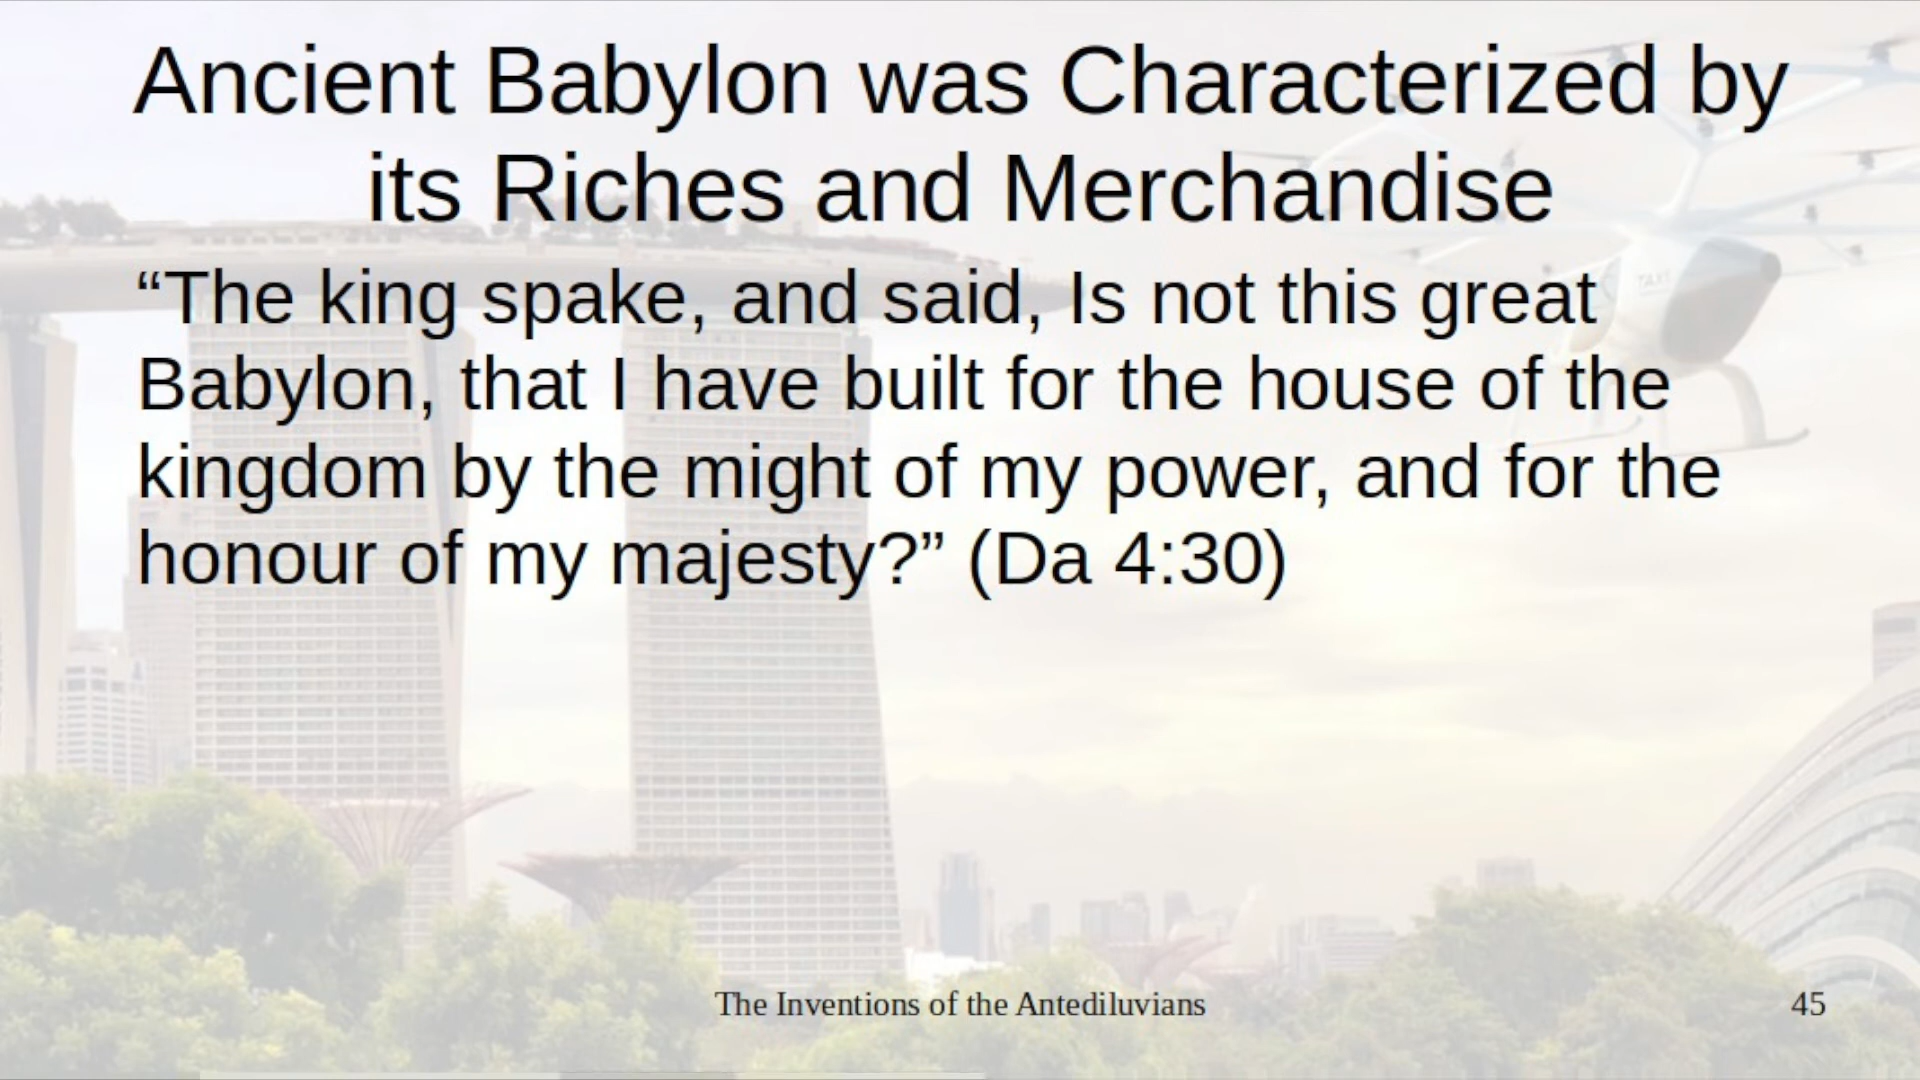 Ancient Babylon was Characterized by
its Riches and Merchandise
“The king spake, and said, Is not this great
Babylon, that I have built for the house of the
kingdom by the might of my power, and for the
honour of my majesty?” (Da 4:30)
TAXI
The Inventions of the Antediluvians
45